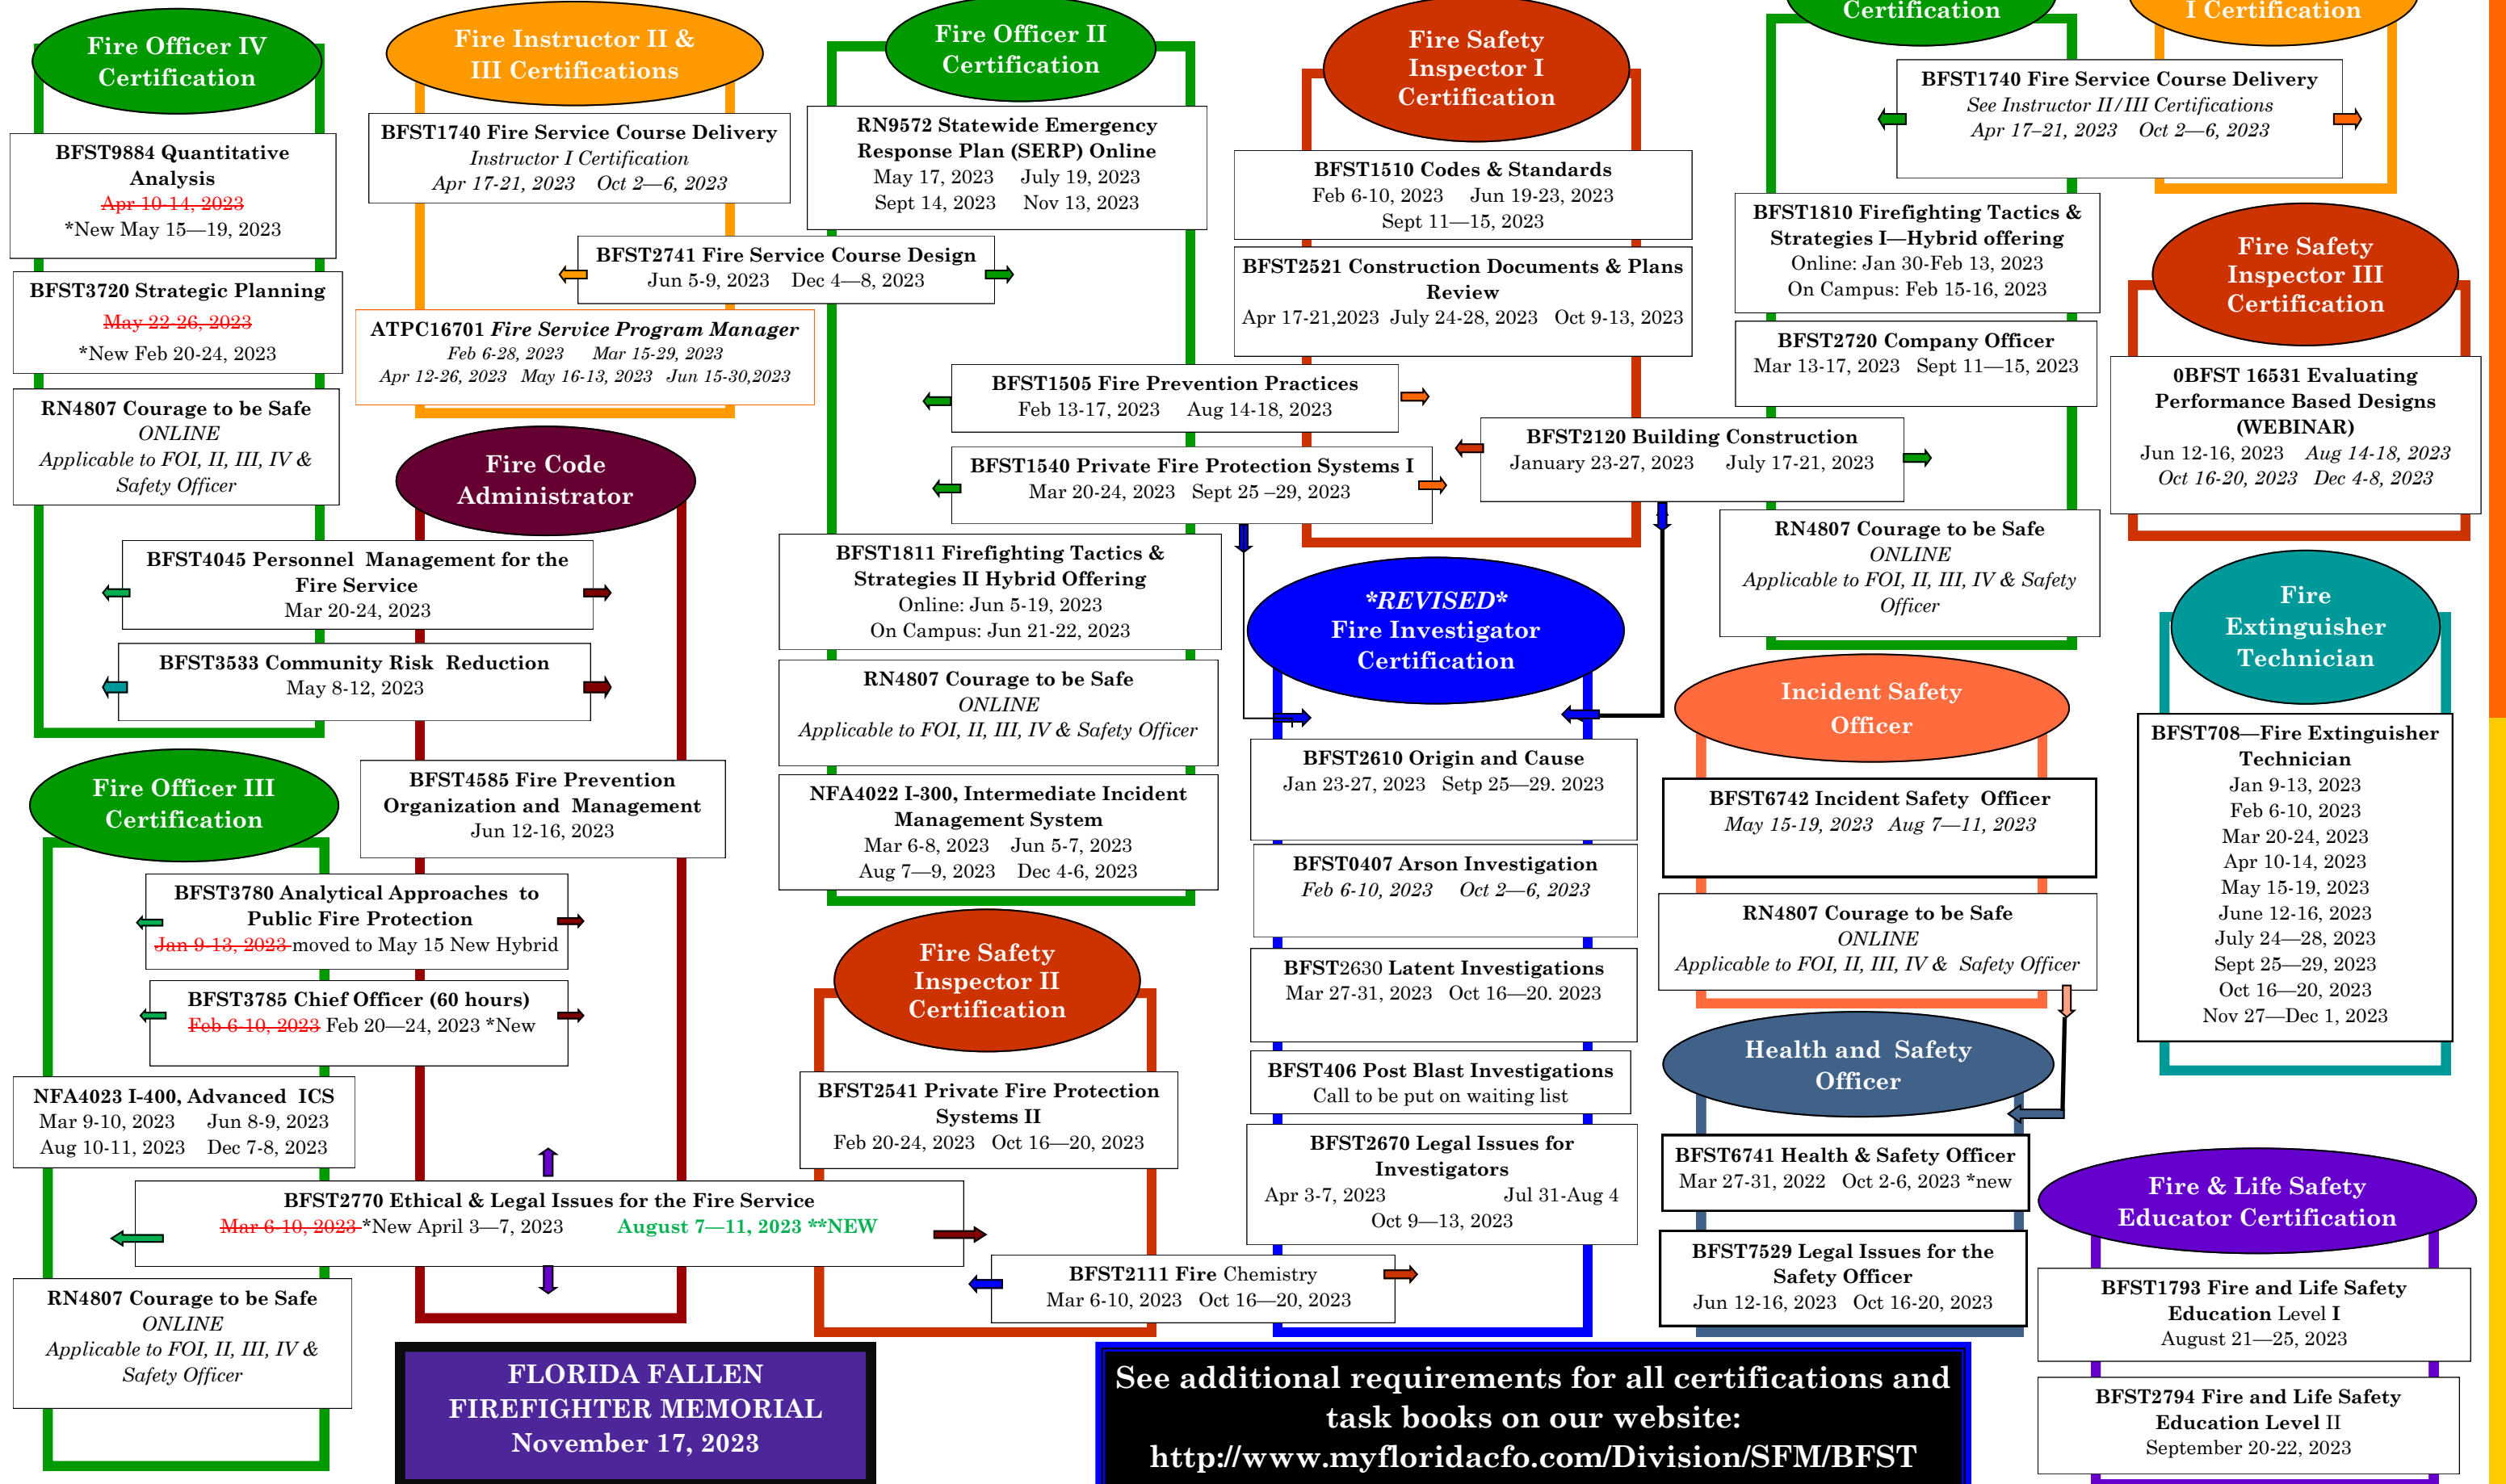 Fire Officer IV
Certification
BFST9884 Quantitative
Analysis
Apr 10-14, 2023
*New May 15—19, 2023
BFST3720 Strategic Planning
May 22-26, 2023
*New Feb 20-24, 2023
RN4807 Courage to be Safe
ONLINE
Applicable to FOI, II, III, IV &
Safety Officer
BFST4045 Personnel  Management for the
Fire Service
Mar 20-24, 2023
BFST3533 Community Risk  Reduction
May 8-12, 2023
Fire Officer III
Certification
BFST3780 Analytical Approaches  to
Public Fire Protection
Jan 9-13, 2023 moved to May 15 New Hybrid
BFST3785 Chief Officer (60 hours)
Feb 6-10, 2023 Feb 20—24, 2023 *New
NFA4023 I-400, Advanced  ICS
Mar 9-10, 2023 Jun 8-9, 2023
Aug 10-11, 2023 Dec 7-8, 2023
BFST2770 Ethical & Legal Issues for the Fire Service
Mar 6-10, 2023 *New April 3—7, 2023 August 7—11, 2023 **NEW
RN4807 Courage to be Safe
ONLINE
Applicable to FOI, II, III, IV &
Safety Officer
Fire Instructor II &
III Certifications
BFST1740 Fire Service Course Delivery
Instructor I Certification
Apr 17-21, 2023 Oct 2—6, 2023
BFST2741 Fire Service Course Design
Jun 5-9, 2023 Dec 4—8, 2023
ATPC16701 Fire Service Program Manager
Feb 6-28, 2023 Mar 15-29, 2023
Apr 12-26, 2023 May 16-13, 2023 Jun 15-30,2023
Fire Code
Administrator
BFST4585 Fire Prevention
Organization and  Management
Jun 12-16, 2023
FLORIDA FALLEN
FIREFIGHTER MEMORIAL
November 17, 2023
Fire Officer II
Certification
RN9572 Statewide Emergency
Response Plan (SERP) Online
May 17, 2023 July 19, 2023
Sept 14, 2023 Nov 13, 2023
BFST1505 Fire Prevention Practices
Feb 13-17, 2023 Aug 14-18, 2023
BFST1540 Private Fire Protection Systems I
Mar 20-24, 2023 Sept 25 –29, 2023
BFST1811 Firefighting Tactics &
Strategies II Hybrid Offering
Online: Jun 5-19, 2023
On Campus: Jun 21-22, 2023
RN4807 Courage to be Safe
ONLINE
Applicable to FOI, II, III, IV & Safety Officer
NFA4022 I-300, Intermediate Incident
Management System
Mar 6-8, 2023 Jun 5-7, 2023
Aug 7—9, 2023 Dec 4-6, 2023
Fire Safety
Inspector II
Certification
BFST2541 Private Fire Protection
Systems II
Feb 20-24, 2023 Oct 16—20, 2023
BFST2111 Fire Chemistry
Mar 6-10, 2023 Oct 16—20, 2023
Fire Safety
Inspector I
Certification
BFST1510 Codes & Standards
Feb 6-10, 2023 Jun 19-23, 2023
Sept 11—15, 2023
BFST2521 Construction Documents & Plans
Review
Apr 17-21,2023 July 24-28, 2023 Oct 9-13, 2023
BFST2120 Building Construction
January 23-27, 2023 July 17-21, 2023
*REVISED*
Fire Investigator
Certification
BFST2610 Origin and Cause
Jan 23-27, 2023 Setp 25—29. 2023
BFST0407 Arson Investigation
Feb 6-10, 2023 Oct 2—6, 2023
BFST2630 Latent Investigations
Mar 27-31, 2023 Oct 16—20. 2023
BFST406 Post Blast Investigations
Call to be put on waiting list
BFST2670 Legal Issues for
Investigators
Apr 3-7, 2023 Jul 31-Aug 4
Oct 9—13, 2023
See additional requirements for all certifications and
task books on our website:
http://www.myfloridacfo.com/Division/SFM/BFST
Certification
I Certification
BFST1740 Fire Service Course Delivery
See Instructor II/III Certifications
Apr 17–21, 2023 Oct 2—6, 2023
BFST1810 Firefighting Tactics &
Strategies I—Hybrid offering
Online: Jan 30-Feb 13, 2023
On Campus: Feb 15-16, 2023
BFST2720 Company Officer
Mar 13-17, 2023 Sept 11—15, 2023
RN4807 Courage to be Safe
ONLINE
Applicable to FOI, II, III, IV & Safety
Officer
Incident Safety
Officer
BFST6742 Incident Safety  Officer
May 15-19, 2023 Aug 7—11, 2023
RN4807 Courage to be Safe
ONLINE
Applicable to FOI, II, III, IV &  Safety Officer
Health and  Safety
Officer
BFST6741 Health & Safety Officer
Mar 27-31, 2022 Oct 2-6, 2023 *new
BFST7529 Legal Issues for the
Safety Officer
Jun 12-16, 2023 Oct 16-20, 2023
Fire Safety
Inspector III
Certification
0BFST 16531 Evaluating
Performance Based Designs
(WEBINAR)
Jun 12-16, 2023 Aug 14-18, 2023
Oct 16-20, 2023 Dec 4-8, 2023
Fire
Extinguisher
Technician
BFST708—Fire Extinguisher
Technician
Jan 9-13, 2023
Feb 6-10, 2023
Mar 20-24, 2023
Apr 10-14, 2023
May 15-19, 2023
June 12-16, 2023
July 24—28, 2023
Sept 25—29, 2023
Oct 16—20, 2023
Nov 27—Dec 1, 2023
Fire & Life Safety
Educator Certification
BFST1793 Fire and Life Safety
Education Level I
August 21—25, 2023
BFST2794 Fire and Life Safety
Education Level II
September 20-22, 2023